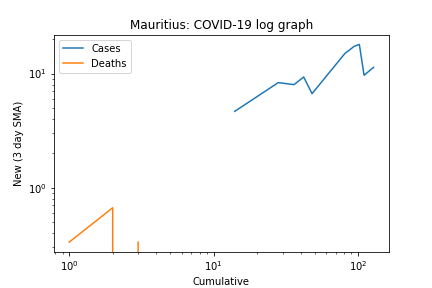 Mauritius: COVID-19 log graph
Cases
Deaths
New (3 day SMA)
10¹
10⁰
10⁰
10¹
10²
Cumulative